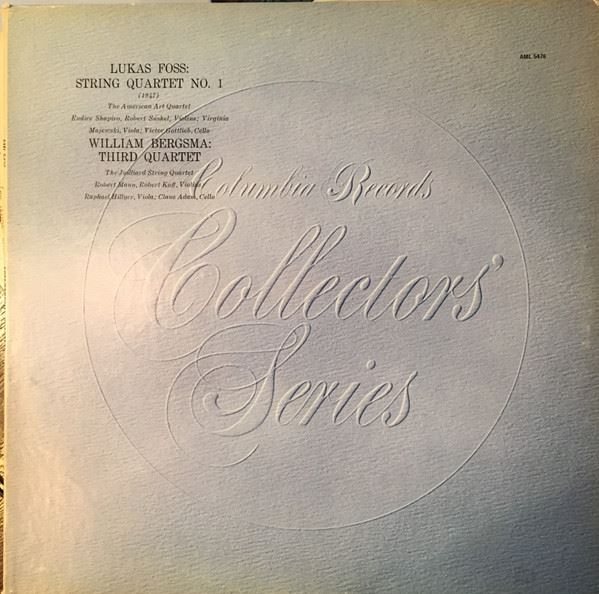 AML 5476
LUKAS FOSS:
STRING QUARTET NO. 1
(1947)
The American Art Quartet
Eudice Shapiro, Robert Sushel, Violins; Virginia
Majewski, Viola; Victor Gottlieb, Cello
WILLIAM BERGSMA:
THIRD QUARTET
The Juilliard String Quartet
Robert Mann, Robert Koff, Violins
Raphael Hillyer, Viola; Claus Adam, Cello
Columbia Records
Collectors'
Series